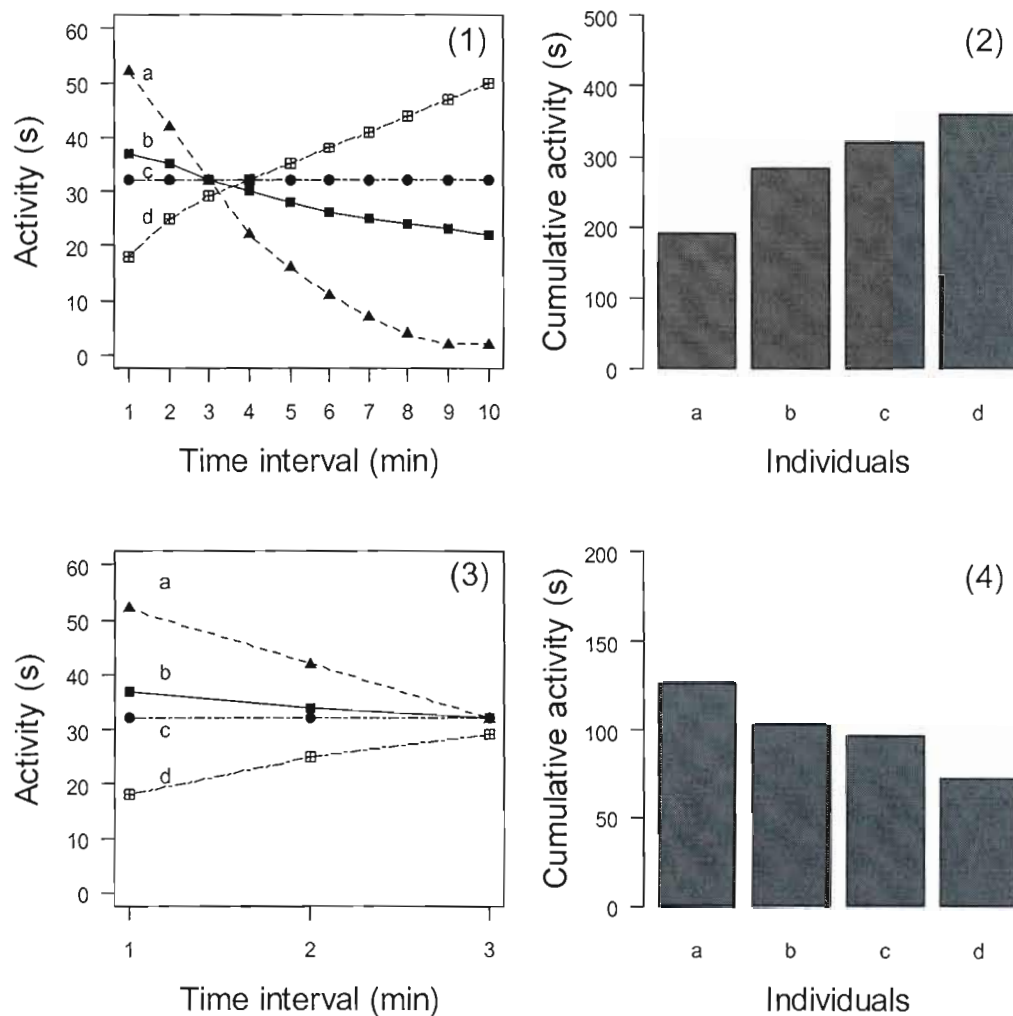 (1)
Activity (s)
60
50
40
30
20
10
0
a
b
c
d
1 2 3 4 5 6 7 8 9 10
Time interval (min)
(2)
Cumulative activity (s)
500
400
300
200
100
0
a b c d
Individuals
(3)
Activity (s)
60
50
40
30
20
10
0
a
b
c
d
1 2 3
Time interval (min)
(4)
Cumulative activity (s)
200
150
100
50
0
a b c d
Individuals